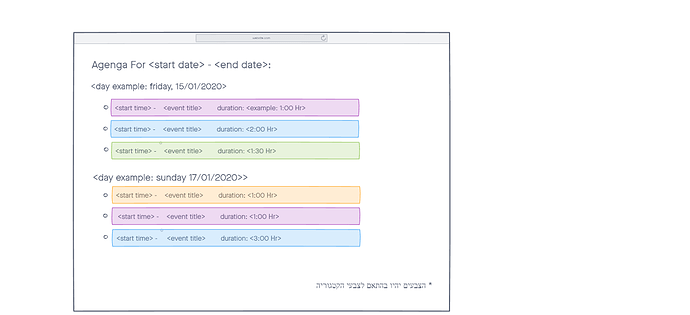 Agenga For <start date> - <end date>:
<day example: friday, 15/01/2020>
<start time> - <event title> duration: <example: 1:00 Hr>
<start time> - <event title> duration: <2:00 Hr>
<start time> - <event title> duration: <1:30 Hr>
<day example: sunday 17/01/2020>>
<start time> - <event title> duration: <1:00 Hr>
<start time> - <event title> duration: <1:00 Hr>
<start time> - <event title> duration: <3:00 Hr>
* הצבעים יהיו בהתאם לצבעי הקטגוריה